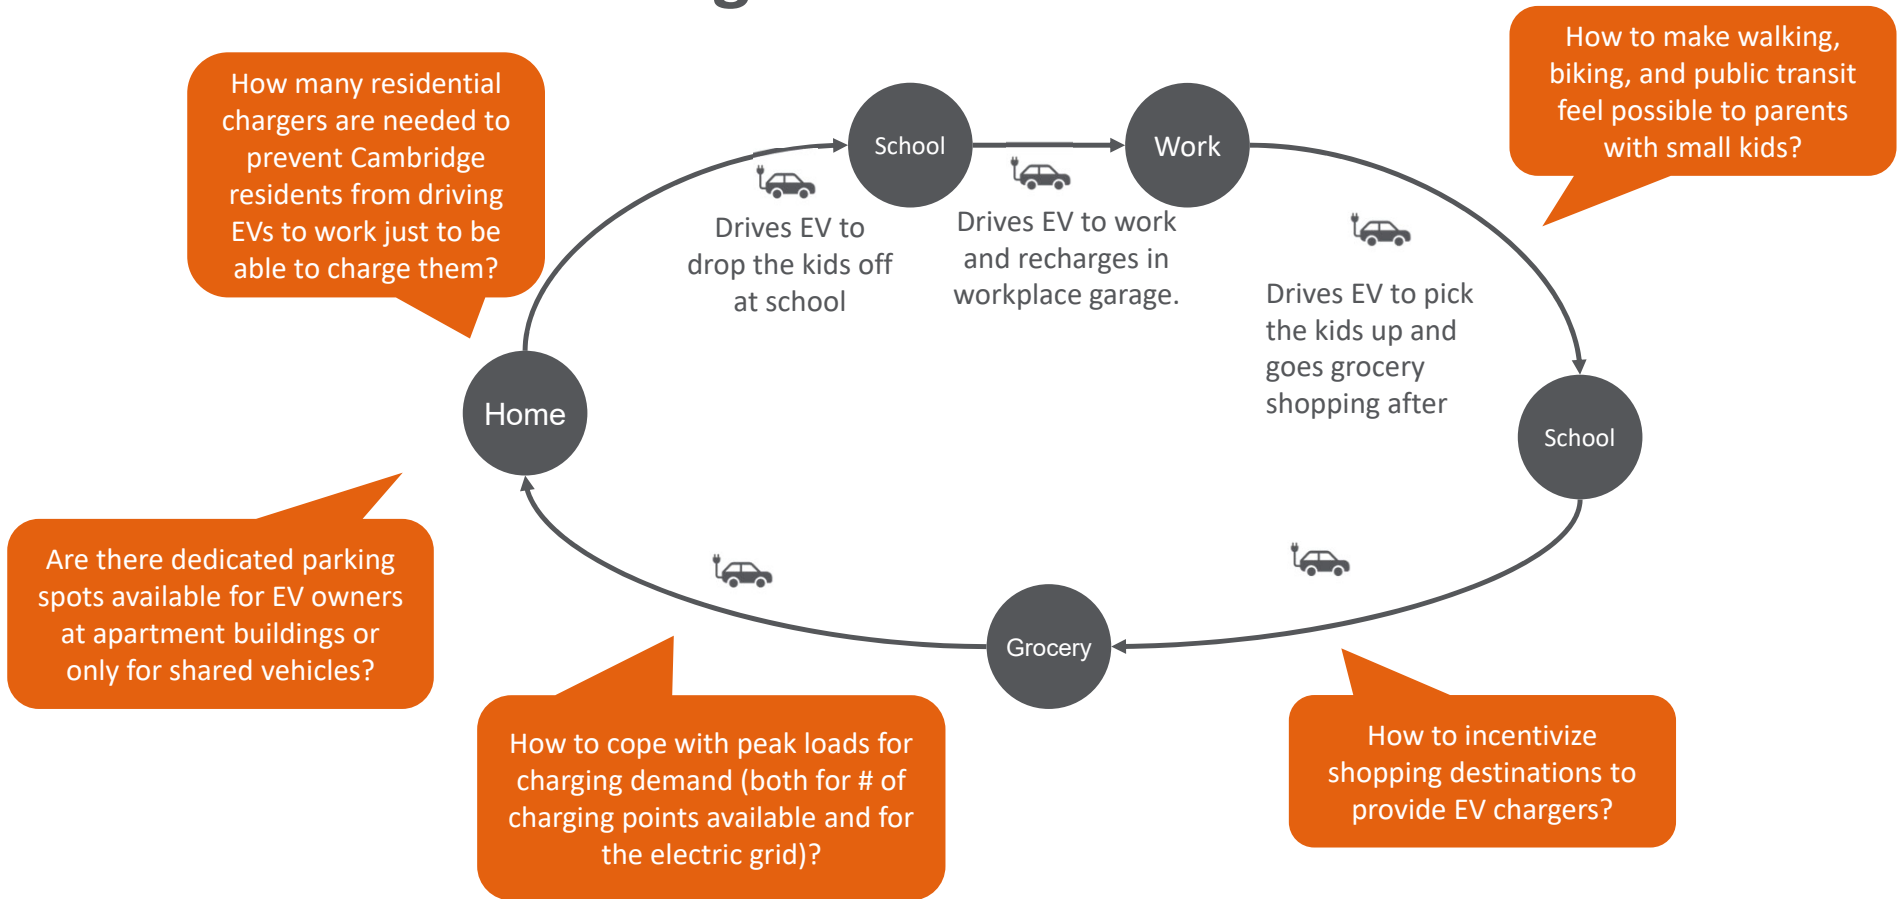 How many residential
chargers are needed to
prevent Cambridge
residents from driving
EVs to work just to be
able to charge them?
School
Work
How to make walking,
biking, and public transit
feel possible to parents
with small kids?
Drives EV to
drop the kids off
at school
Drives EV to work
and recharges in
workplace garage.
Drives EV to pick
the kids up and
goes grocery
shopping after
Home
School
Are there dedicated parking
spots available for EV owners
at apartment buildings or
only for shared vehicles?
Grocery
How to cope with peak loads for
charging demand (both for # of
charging points available and for
the electric grid)?
How to incentivize
shopping destinations to
provide EV chargers?